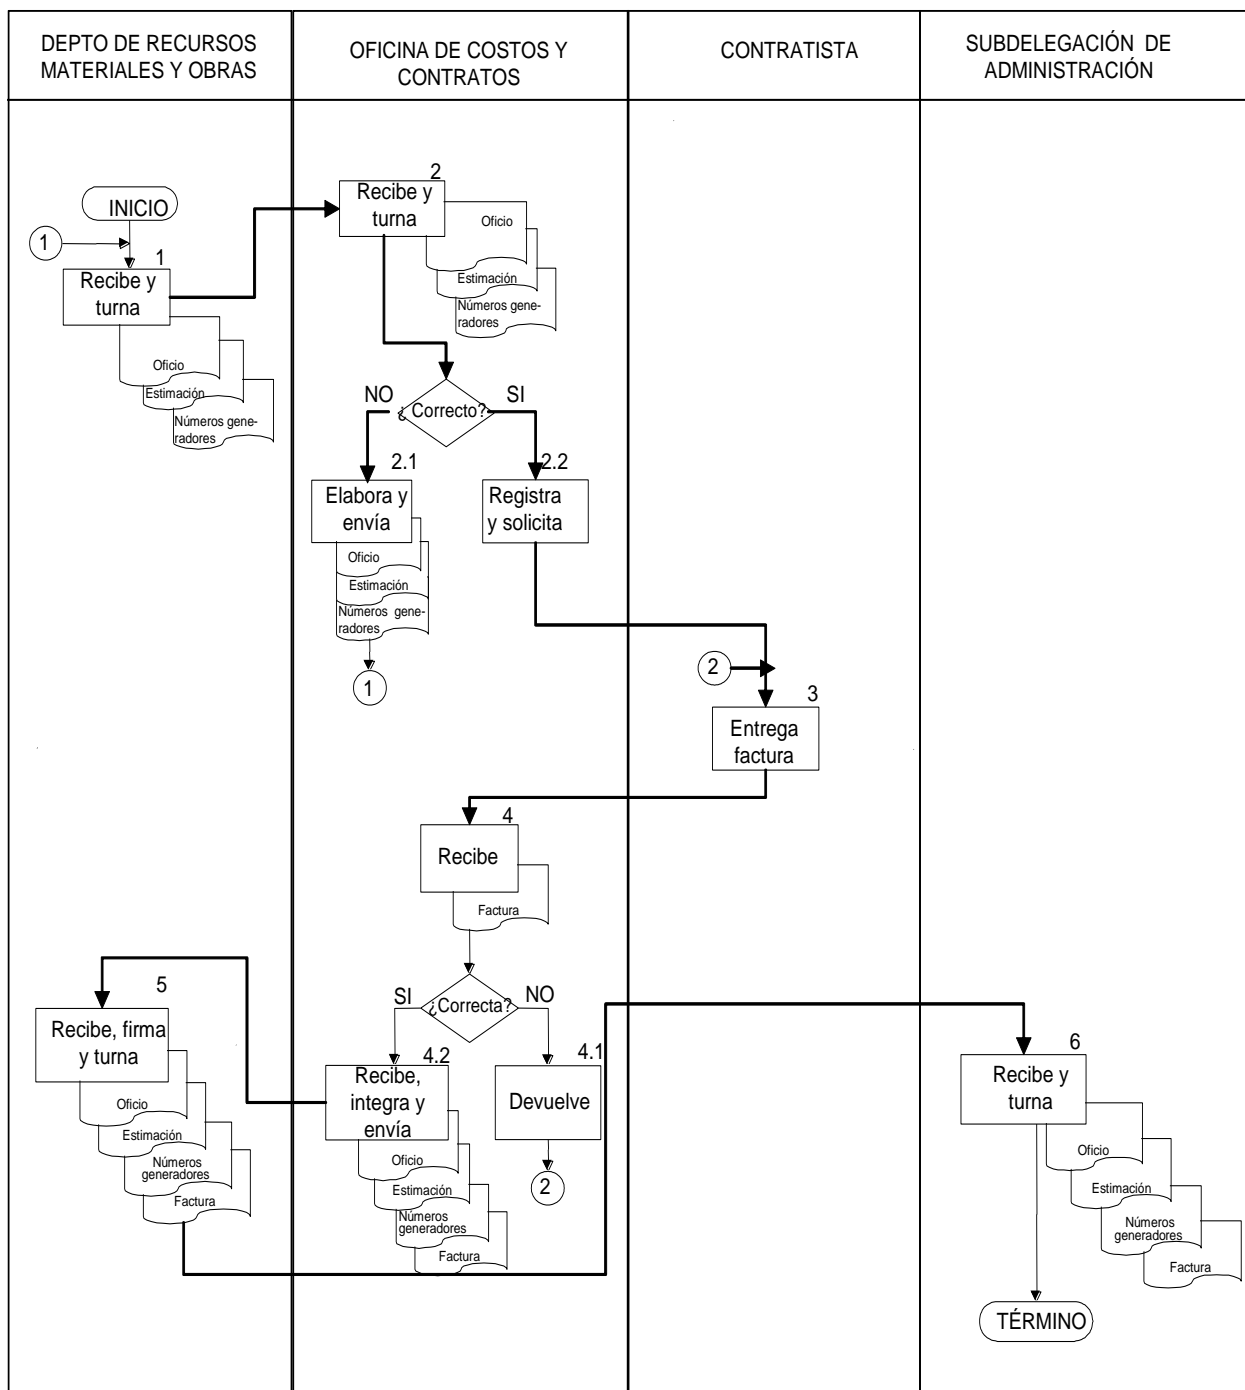 DEPTO DE RECURSOS
MATERIALES Y OBRAS
OFICINA DE COSTOS Y
CONTRATOS
CONTRATISTA
SUBDELEGACIÓN DE
ADMINISTRACIÓN
INICIO
1
1
Recibe y
turna
Oficio
Estimación
Números gene-
radores
2
Recibe y
turna
Oficio
Estimación
Números gene-
radores
¿ Correcto?
NO
SI
2.1
Elabora y
envía
Oficio
Estimación
Números gene-
radores
1
2.2
Registra
y solicita
2
3
Entrega
factura
4
Recibe
Factura
¿Correcta?
SI
NO
4.2
Recibe,
integra y
envía
Oficio
Estimación
Números
generadores
Factura
4.1
Devuelve
2
5
Recibe, firma
y turna
Oficio
Estimación
Números
generadores
Factura
6
Recibe y
turna
Oficio
Estimación
Números
generadores
Factura
TÉRMINO